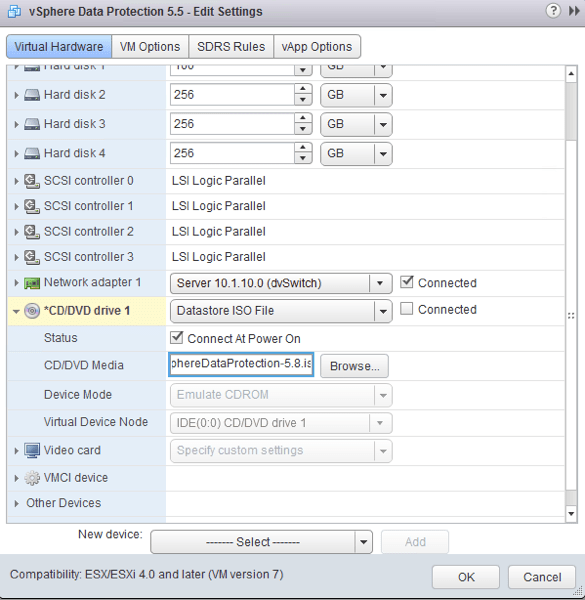 vSphere Data Protection 5.5 - Edit Settings
Virtual Hardware VM Options SDRS Rules vApp Options
Hard disk 1 100 GB
Hard disk 2 256 GB
Hard disk 3 256 GB
Hard disk 4 256 GB
SCSI controller 0 LSI Logic Parallel
SCSI controller 1 LSI Logic Parallel
SCSI controller 2 LSI Logic Parallel
SCSI controller 3 LSI Logic Parallel
Network adapter 1 Server 10.1.10.0 (dvSwitch) Connected
*CD/DVD drive 1 Datastore ISO File Connected
Status Connect At Power On
CD/DVD Media phereDataProtection-5.8.is Browse...
Device Mode Emulate CDROM
Virtual Device Node IDE(0:0) CD/DVD drive 1
Video card Specify custom settings
VMCI device
Other Devices
New device: ------- Select ------- Add
Compatibility: ESX/ESXi 4.0 and later (VM version 7) OK Cancel